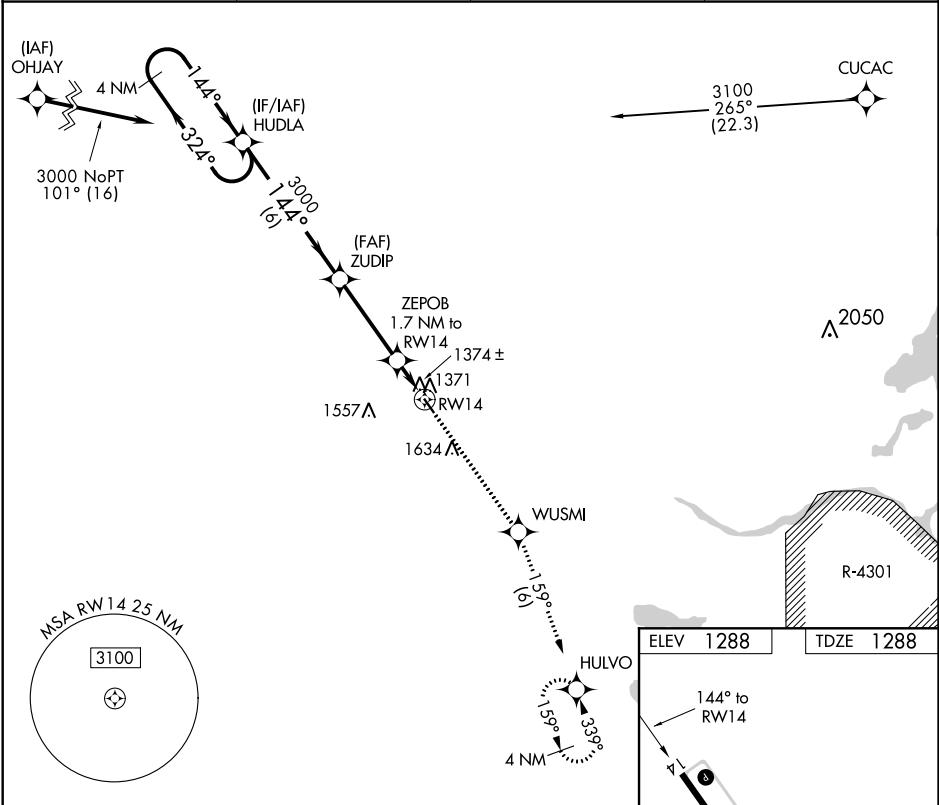 (IAF)
OHJAY
4 NM
144°
324°
(IF/IAF)
HUDLA
3000 NoPT
101° (16)
CUCAC
3100
265°
(22.3)
3000
144°
(6)
(FAF)
ZUDIP
ZEPOB
1.7 NM to
RW14
1374 ±
1371
RW14
1557
1634
2050
WUSMI
159°
(6)
R-4301
HULVO
159°
339°
4 NM
MSA RW14 25 NM
3100
ELEV 1288
TDZE 1288
144° to
RW14
14
P